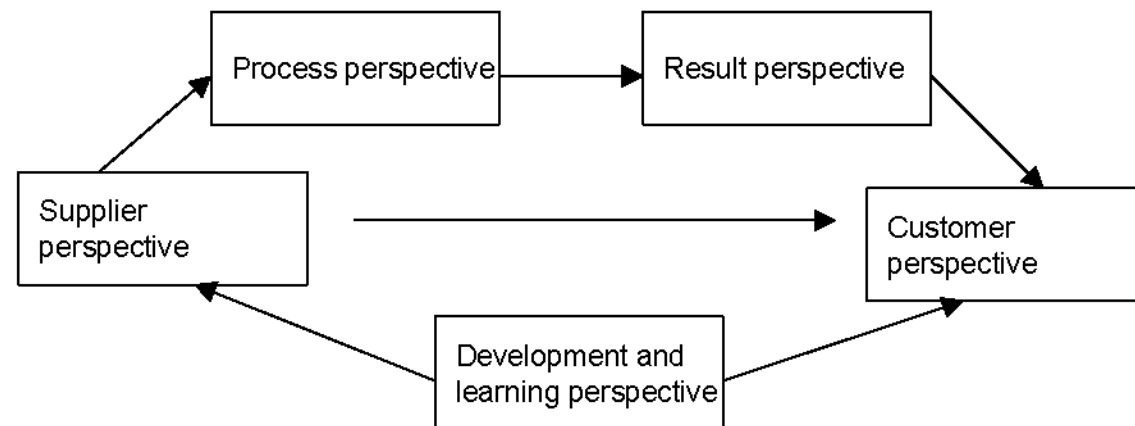 Process perspective
Result perspective
Supplier
perspective
Customer
perspective
Development and
learning perspective